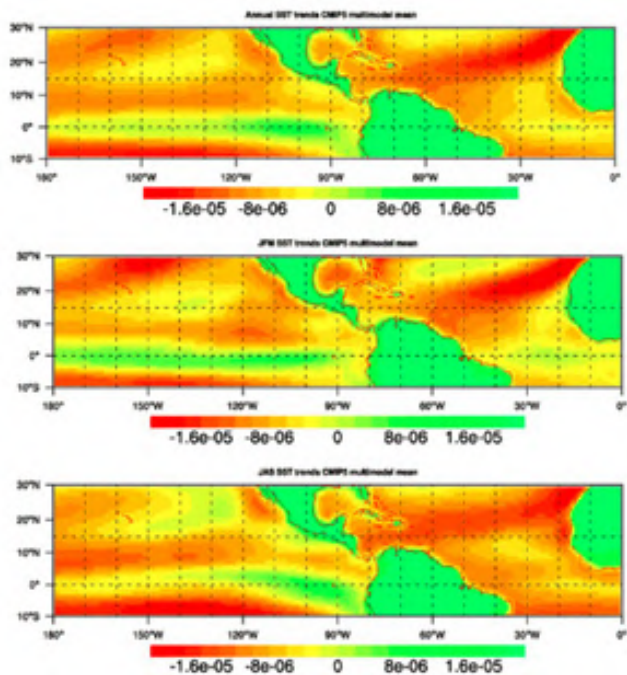 Annual SST trends CMIP5 multimodel mean
30°N
20°N
10°N
0°
10°S
180° 150°W 120°W 90°W 60°W 30°W 0°
-1.6e-05 -8e-06 0 8e-06 1.6e-05
JFM SST trends CMIP5 multimodel mean
30°N
20°N
10°N
0°
10°S
180° 150°W 120°W 90°W 60°W 30°W 0°
-1.6e-05 -8e-06 0 8e-06 1.6e-05
JAS SST trends CMIP5 multimodel mean
30°N
20°N
10°N
0°
10°S
180° 150°W 120°W 90°W 60°W 30°W 0°
-1.6e-05 -8e-06 0 8e-06 1.6e-05